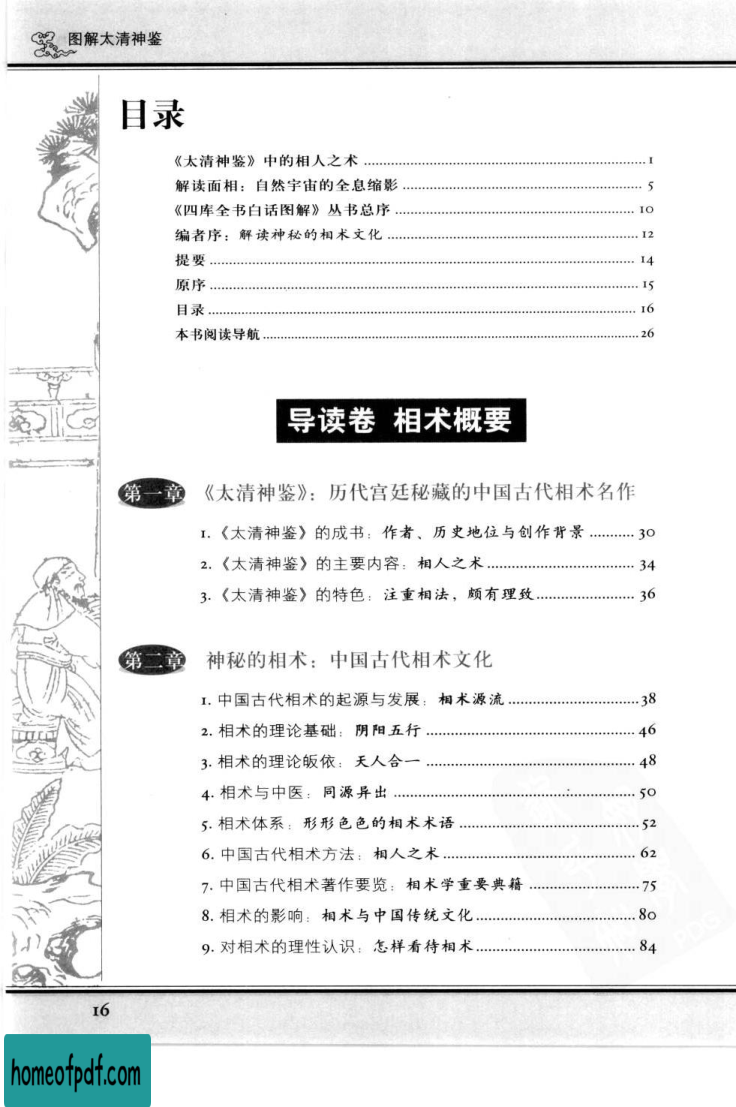 图解太清神鉴
目录
《太清神鉴》中的相人之术 ........ 1
解读面相：自然宇宙的全息缩影 ........ 5
《四库全书白话图解》丛书总序 ........ 10
编者序：解读神秘的相术文化 ........ 12
提要 ........ 14
原序 ........ 15
目录 ........ 16
本书阅读导航 ........ 26
导读卷 相术概要
第一章 《太清神鉴》：历代宫廷秘藏的中国古代相术名作
1.《太清神鉴》的成书：作者、历史地位与创作背景 ........ 30
2.《太清神鉴》的主要内容：相人之术 ........ 34
3.《太清神鉴》的特色：注重相法，颇有理致 ........ 36
第二章 神秘的相术：中国古代相术文化
1. 中国古代相术的起源与发展：相术源流 ........ 38
2. 相术的理论基础：阴阳五行 ........ 46
3. 相术的理论皈依：天人合一 ........ 48
4. 相术与中医：同源异出 ........ 50
5. 相术体系：形形色色的相术术语 ........ 52
6. 中国古代相术方法：相人之术 ........ 62
7. 中国古代相术著作要览：相术学重要典籍 ........ 75
8. 相术的影响：相术与中国传统文化 ........ 80
9. 对相术的理性认识：怎样看待相术 ........ 84
16
homeofpdf.com